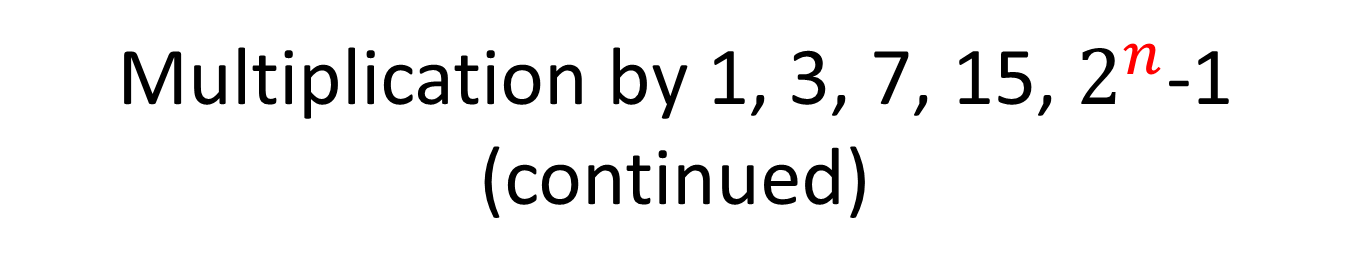 Multiplication by 1, 3, 7, 15, 2ⁿ-1
(continued)